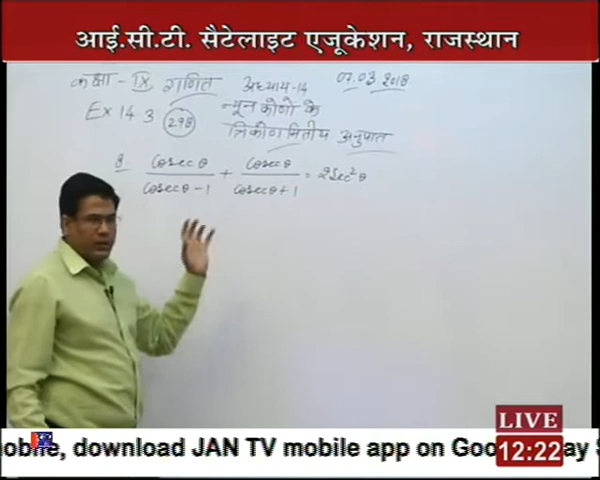 आई.सी.टी. सैटेलाइट एजूकेशन, राजस्थान
कक्षा - IX गणित अध्याय-14 07.03.2018
Ex 14.3 298 न्यून कोणों के
त्रिकोणमितीय अनुपात
8 cosecθ/(cosecθ-1) + cosecθ/(cosecθ+1) = 2sec²θ
LIVE
mobile, download JAN TV mobile app on Goo ay S
12:22